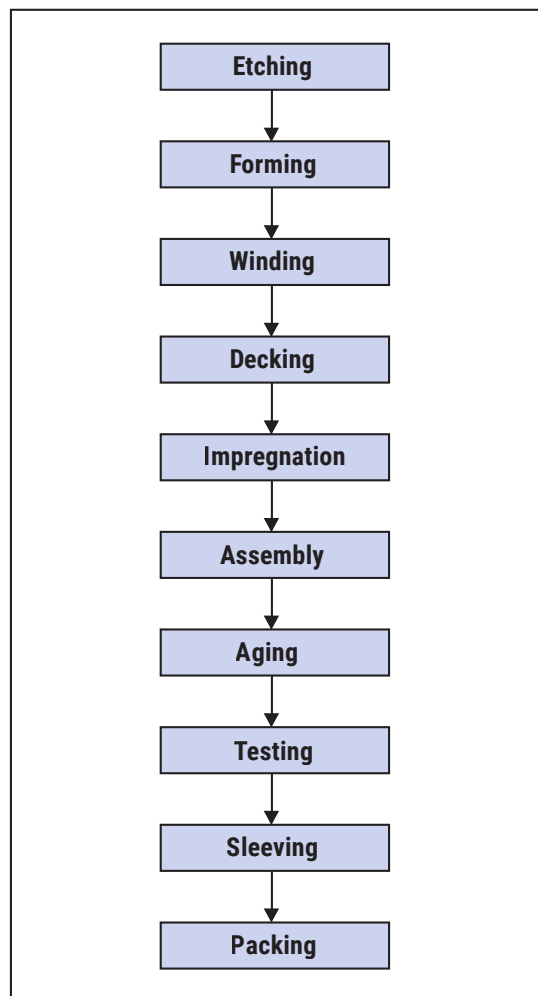 Etching
Forming
Winding
Decking
Impregnation
Assembly
Aging
Testing
Sleeving
Packing